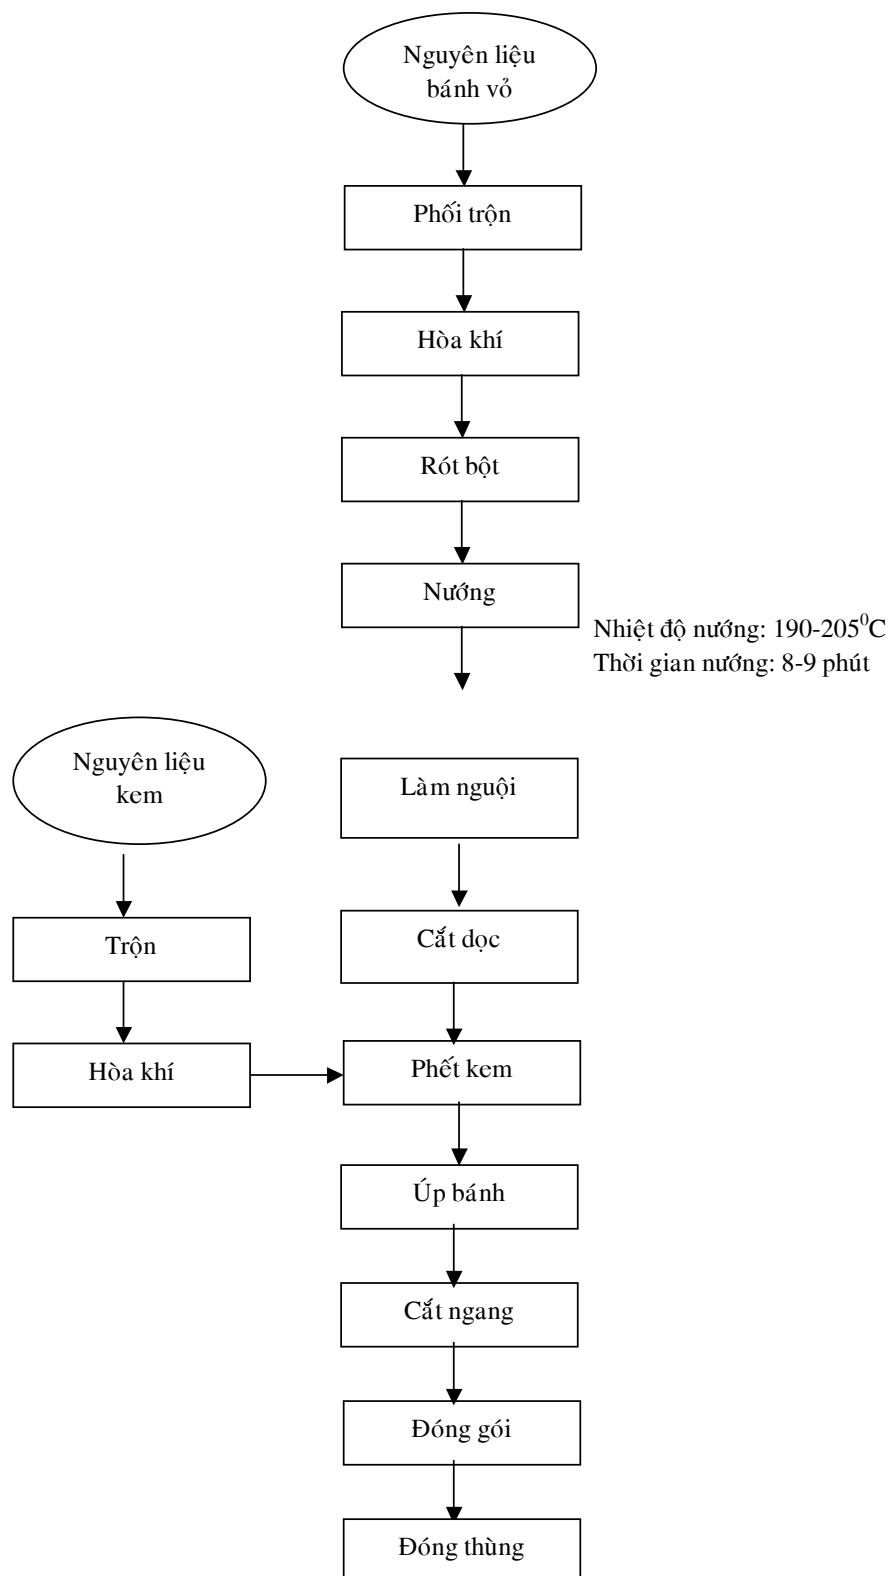 Nguyên liệu
bánh vỏ
Phối trộn
Hòa khí
Rót bột
Nướng
Nhiệt độ nướng: 190-205⁰C
Thời gian nướng: 8-9 phút
Nguyên liệu
kem
Làm nguội
Trộn
Cắt dọc
Hòa khí
Phết kem
Úp bánh
Cắt ngang
Đóng gói
Đóng thùng